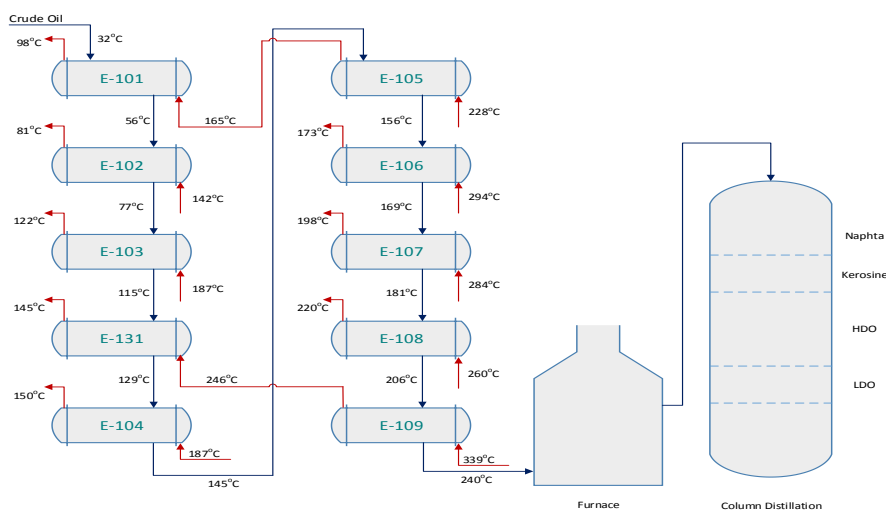 Crude Oil
98°C
32°C
E-101
E-105
165°C
228°C
56°C
156°C
81°C
173°C
E-102
E-106
142°C
294°C
77°C
169°C
122°C
198°C
E-103
E-107
187°C
284°C
115°C
181°C
145°C
220°C
E-131
E-108
246°C
260°C
129°C
206°C
150°C
E-104
E-109
187°C
339°C
145°C
240°C
Naphta
Kerosine
HDO
LDO
Furnace
Column Distillation